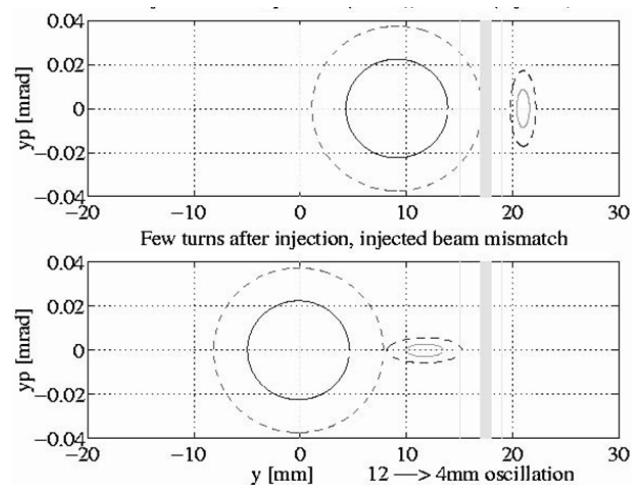 0.04
0.02
0
−0.02
−0.04
yp [mrad]
−20 −10 0 10 20 30
Few turns after injection, injected beam mismatch
0.04
0.02
0
−0.02
−0.04
yp [mrad]
−20 −10 0 10 20 30
y [mm] 12 —> 4mm oscillation